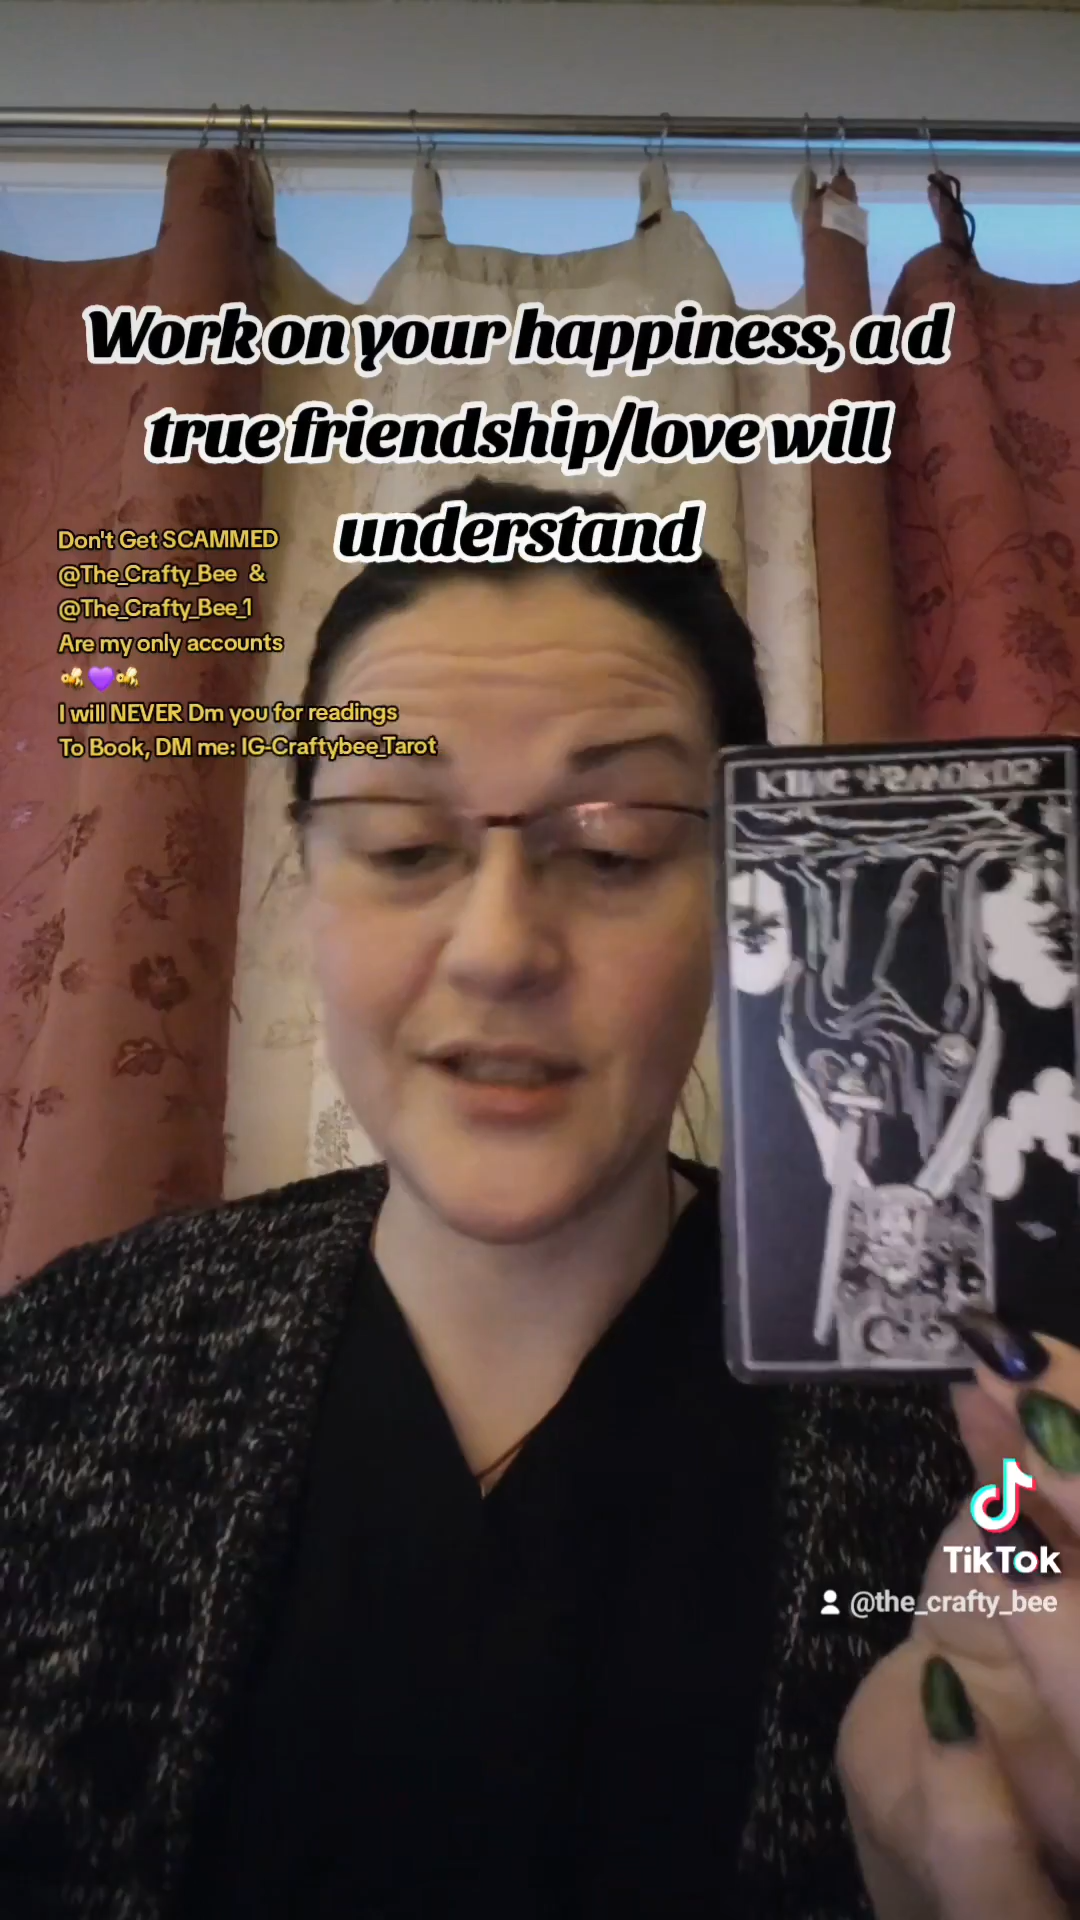 Work on your happiness, a d
true friendship/love will
understand
Don't Get SCAMMED
@The_Crafty_Bee &
@The_Crafty_Bee_1
Are my only accounts
🐝💜🐝
I will NEVER Dm you for readings
To Book, DM me: IG-Craftybee_Tarot
TikTok
@the_crafty_bee